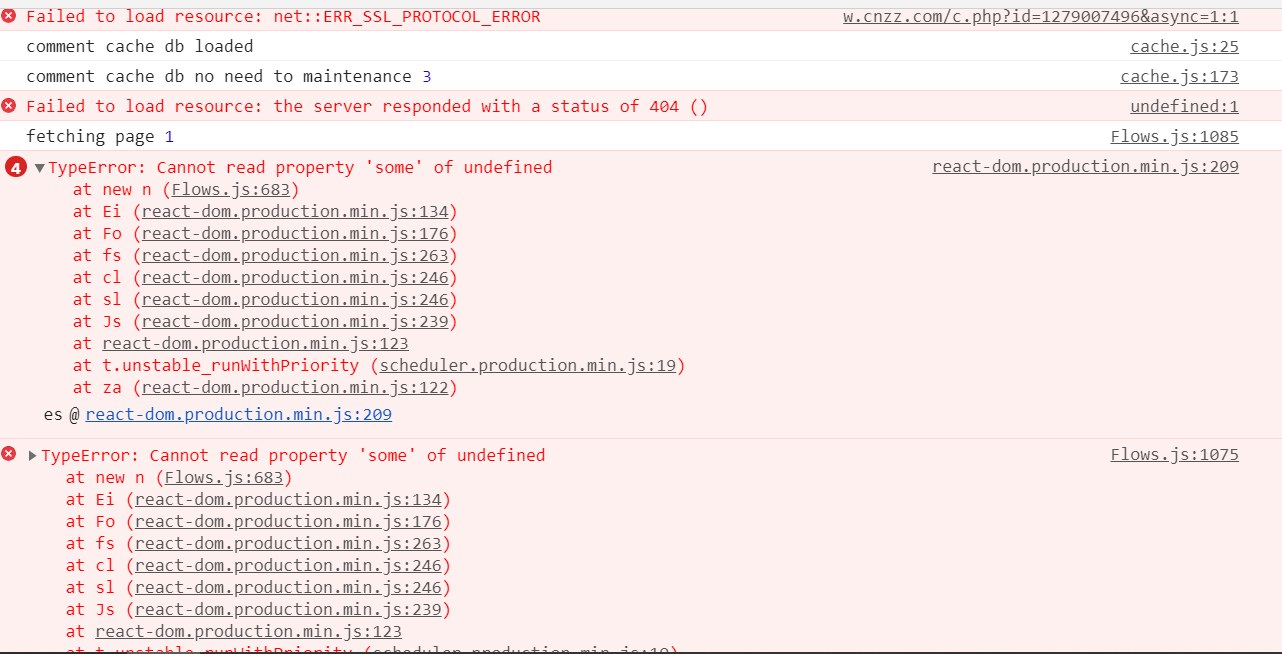 Failed to load resource: net::ERR_SSL_PROTOCOL_ERROR w.cnzz.com/c.php?id=1279007496&async=1:1
comment cache db loaded cache.js:25
comment cache db no need to maintenance 3 cache.js:173
Failed to load resource: the server responded with a status of 404 () undefined:1
fetching page 1 Flows.js:1085
4 ▼TypeError: Cannot read property 'some' of undefined react-dom.production.min.js:209
at new n (Flows.js:683)
at Ei (react-dom.production.min.js:134)
at Fo (react-dom.production.min.js:176)
at fs (react-dom.production.min.js:263)
at cl (react-dom.production.min.js:246)
at sl (react-dom.production.min.js:246)
at Js (react-dom.production.min.js:239)
at react-dom.production.min.js:123
at t.unstable_runWithPriority (scheduler.production.min.js:19)
at za (react-dom.production.min.js:122)
es @ react-dom.production.min.js:209
▶TypeError: Cannot read property 'some' of undefined Flows.js:1075
at new n (Flows.js:683)
at Ei (react-dom.production.min.js:134)
at Fo (react-dom.production.min.js:176)
at fs (react-dom.production.min.js:263)
at cl (react-dom.production.min.js:246)
at sl (react-dom.production.min.js:246)
at Js (react-dom.production.min.js:239)
at react-dom.production.min.js:123
at t.unstable_runWithPriority (scheduler.production.min.js:19)